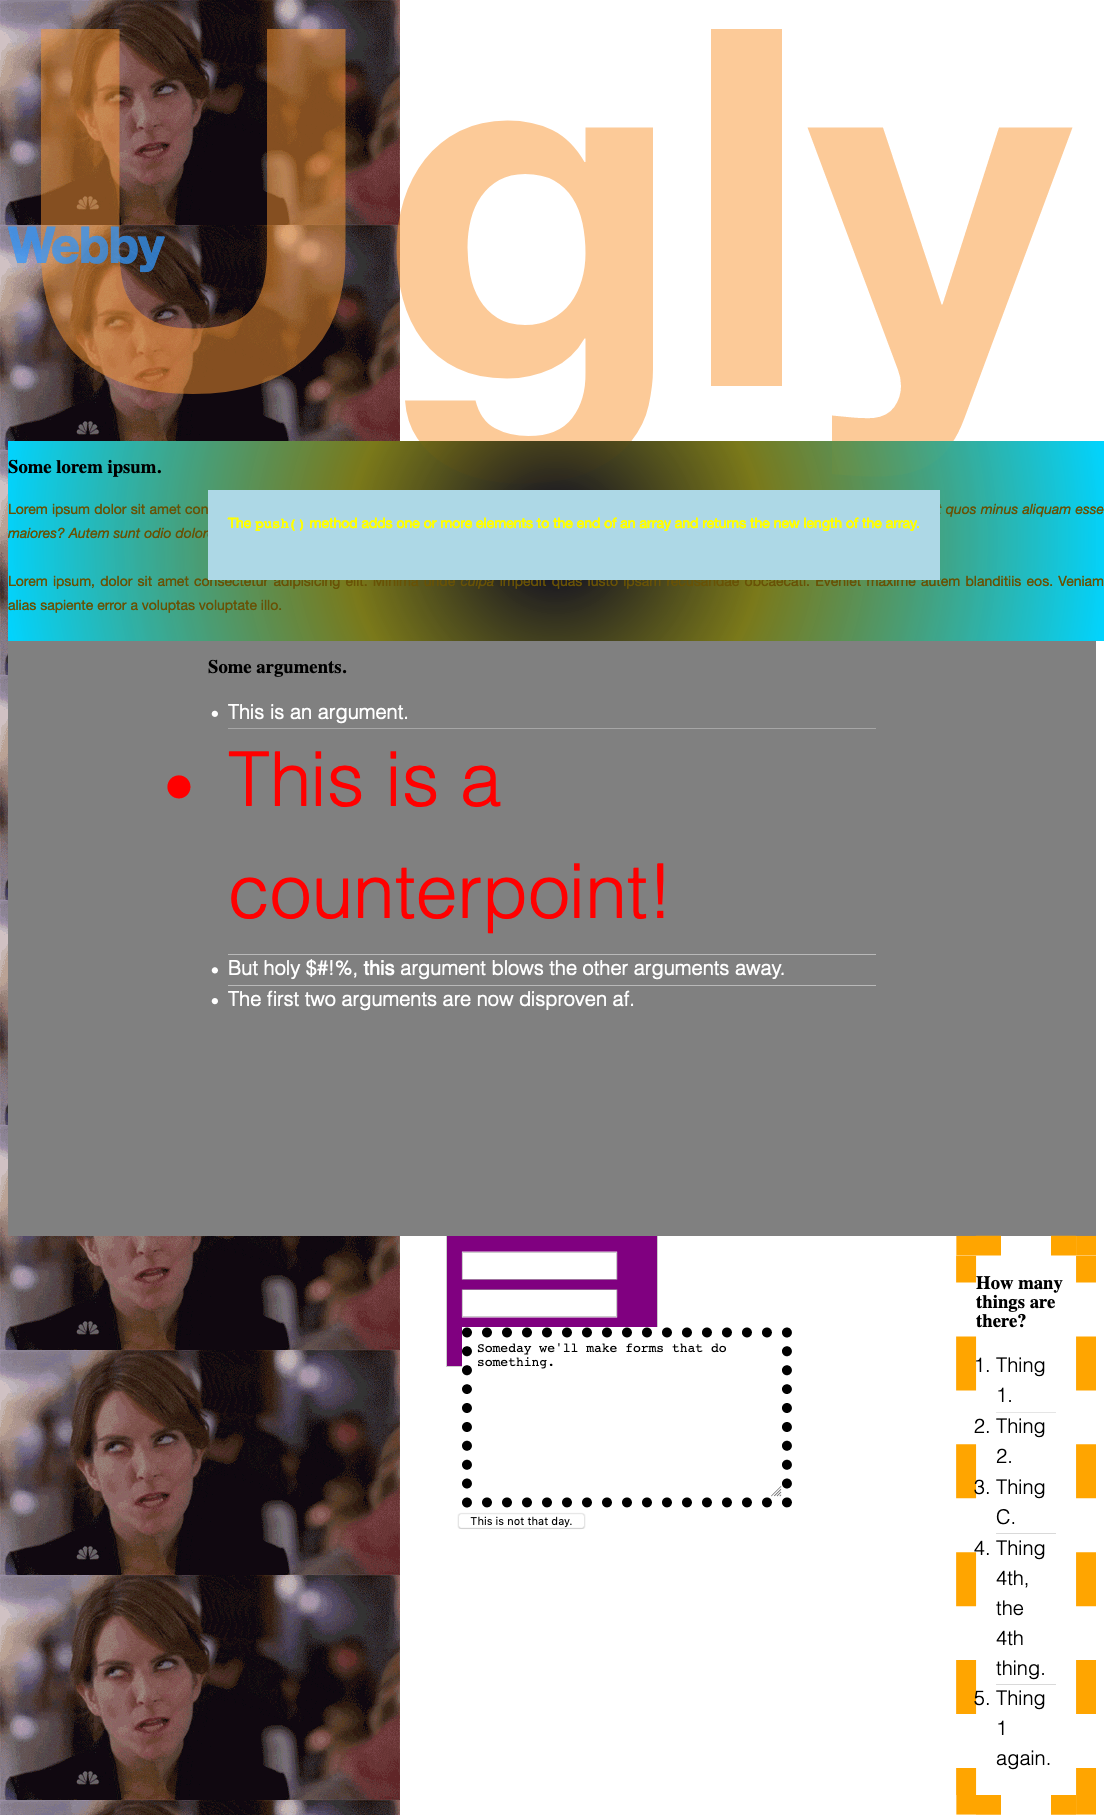 Ugly
Webby
Some lorem ipsum.
Lorem ipsum dolor sit amet con quos minus aliquam esse
maiores? Autem sunt odio dolor
The push() method adds one or more elements to the end of an array and returns the new length of the array.
Lorem ipsum, dolor sit amet consectetur adipisicing elit. culpa impedit quas iusto ipsum obcaecati. Eveniet maxime autem blanditiis eos. Veniam
alias sapiente error a voluptas voluptate illo.
Some arguments.
• This is an argument.
• This is a
counterpoint!
• But holy $#!%, this argument blows the other arguments away.
• The first two arguments are now disproven af.
Someday we'll make forms that do
something.
This is not that day.
How many
things are
there?
1. Thing
1.
2. Thing
2.
3. Thing
C.
4. Thing
4th,
the
4th
thing.
5. Thing
1
again.